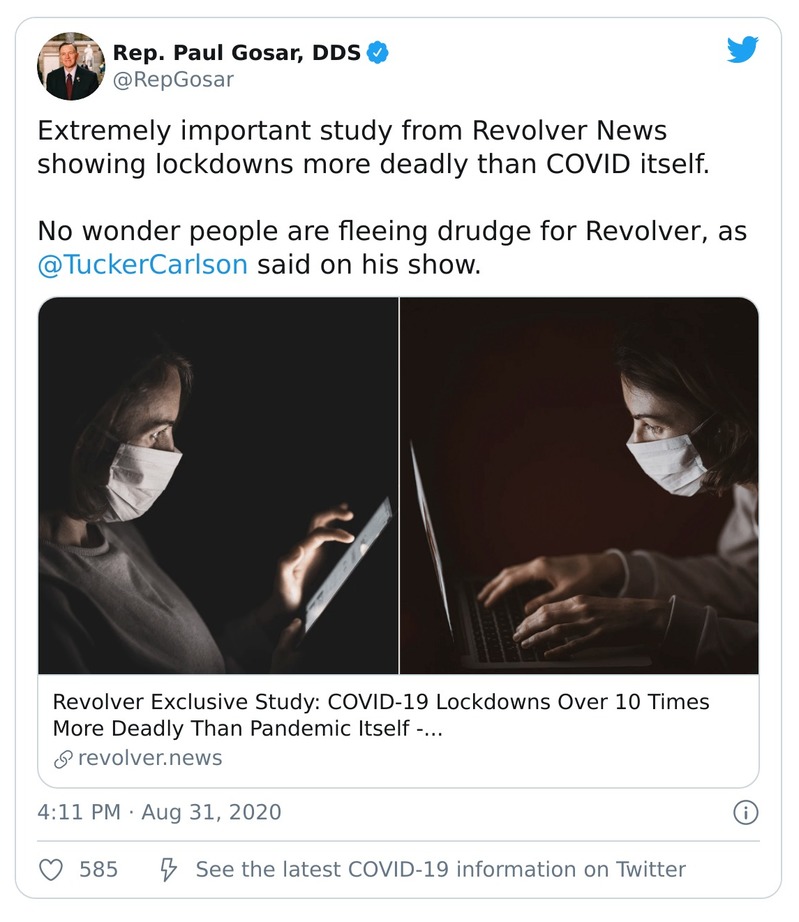 Rep. Paul Gosar, DDS
@RepGosar
Extremely important study from Revolver News
showing lockdowns more deadly than COVID itself.
No wonder people are fleeing drudge for Revolver, as
@TuckerCarlson said on his show.
Revolver Exclusive Study: COVID-19 Lockdowns Over 10 Times
More Deadly Than Pandemic Itself -...
revolver.news
4:11 PM · Aug 31, 2020
585 See the latest COVID-19 information on Twitter